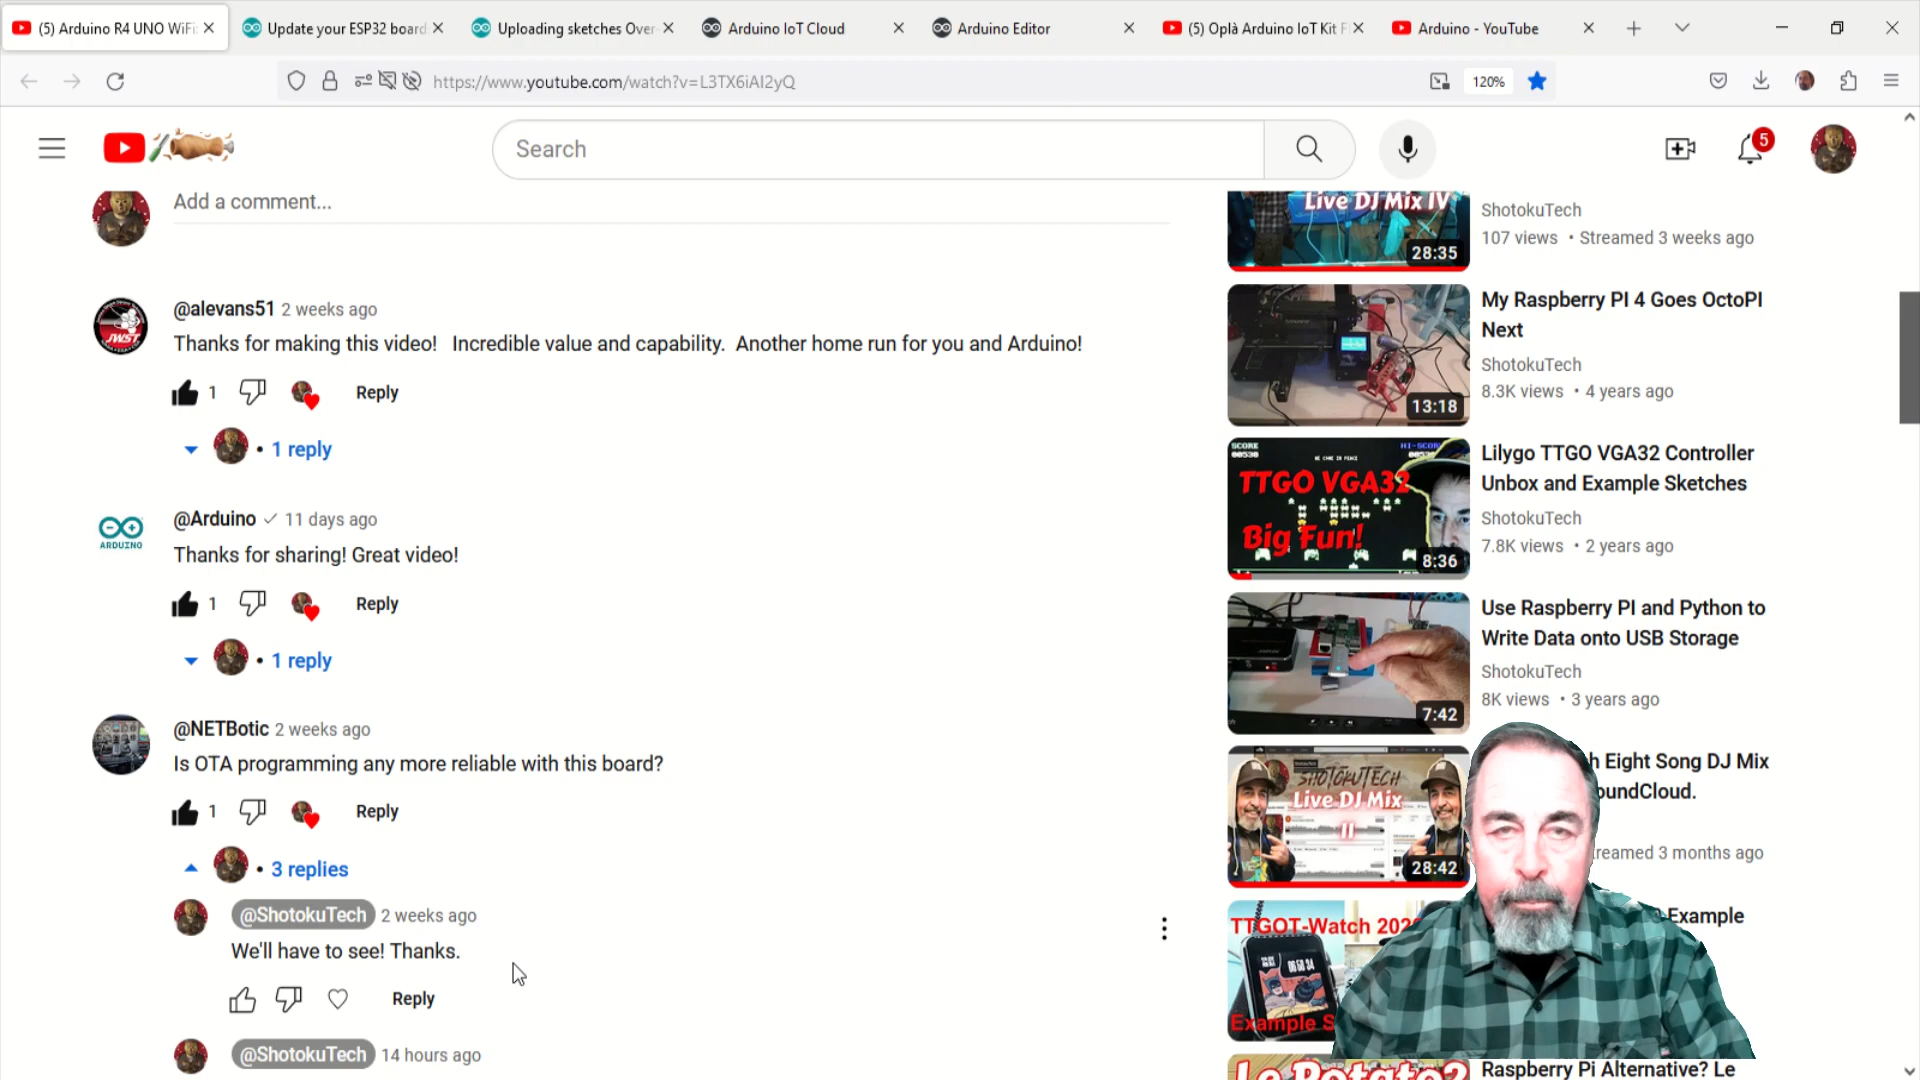 (5) Arduino R4 UNO WiFi
Update your ESP32 board
Uploading sketches Over-
Arduino IoT Cloud
Arduino Editor
(5) Oplà Arduino IoT Kit F
Arduino - YouTube
https://www.youtube.com/watch?v=L3TX6iAI2yQ
120%
Search
5
Add a comment...
@alevans51 2 weeks ago
Thanks for making this video! Incredible value and capability. Another home run for you and Arduino!
1
Reply
• 1 reply
@Arduino 11 days ago
ARDUINO
Thanks for sharing! Great video!
1
Reply
• 1 reply
@NETBotic 2 weeks ago
Is OTA programming any more reliable with this board?
1
Reply
• 3 replies
@ShotokuTech 2 weeks ago
We'll have to see! Thanks.
Reply
@ShotokuTech 14 hours ago
Live DJ Mix IV
28:35
ShotokuTech
107 views • Streamed 3 weeks ago
13:18
My Raspberry PI 4 Goes OctoPI
Next
ShotokuTech
8.3K views • 4 years ago
SCORE
HI-SCORE
TTGO VGA32
Big Fun!
8:36
Lilygo TTGO VGA32 Controller
Unbox and Example Sketches
ShotokuTech
7.8K views • 2 years ago
7:42
Use Raspberry PI and Python to
Write Data onto USB Storage
ShotokuTech
8K views • 3 years ago
SHOTOKUTECH
Live DJ Mix
II
28:42
h Eight Song DJ Mix
oundCloud.
reamed 3 months ago
TTGOT-Watch 202
Example S
Example
Le Potato?
Raspberry Pi Alternative? Le
JWST